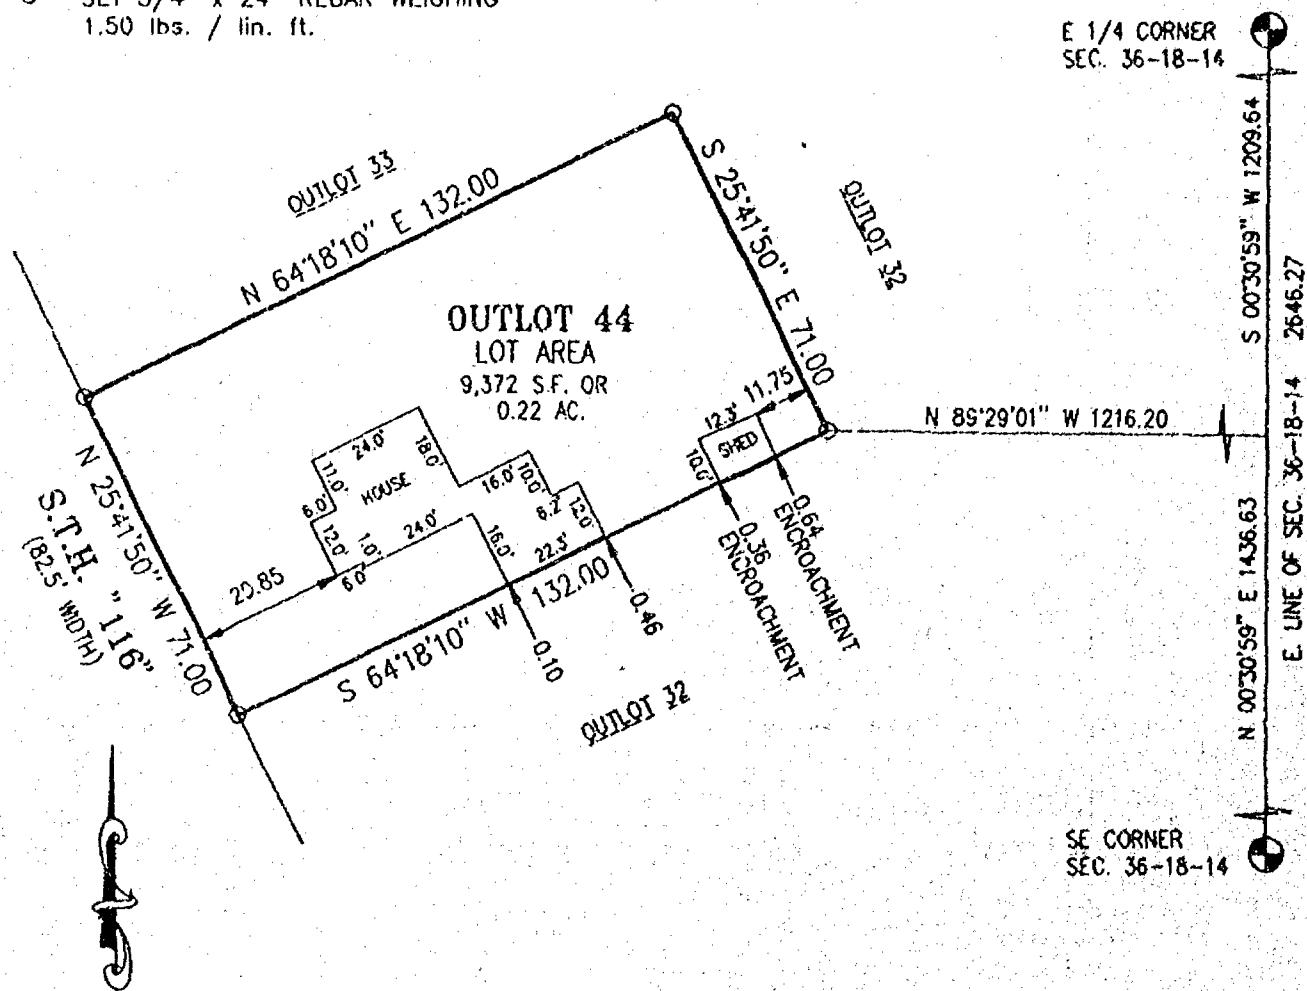 1.50 lbs. / lin. ft.
E 1/4 CORNER
SEC. 36-18-14
S 00°30'59" W 1209.64
2646.27
E. LINE OF SEC. 36-18-14
N 00°30'59" E 1436.63
SE CORNER
SEC. 36-18-14
N 89°29'01" W 1216.20
OUTLOT 33
N 64°18'10" E 132.00
S 25°41'50" E 71.00
OUTLOT 32
OUTLOT 44
LOT AREA
9,372 S.F. OR
0.22 AC.
11.75
12.3'
SHED
10.0'
24.0'
18.0'
11.0'
HOUSE
6.0'
12.0'
1.0'
6.0'
24.0'
16.0'
10.0'
6.2'
12.0'
16.0'
22.3'
N 25°41'50" W 71.00
S.T.H. "116"
(82.5' WIDTH)
S 64°18'10" W 132.00
0.10
0.46
0.36
ENCROACHMENT
0.64
ENCROACHMENT
OUTLOT 32